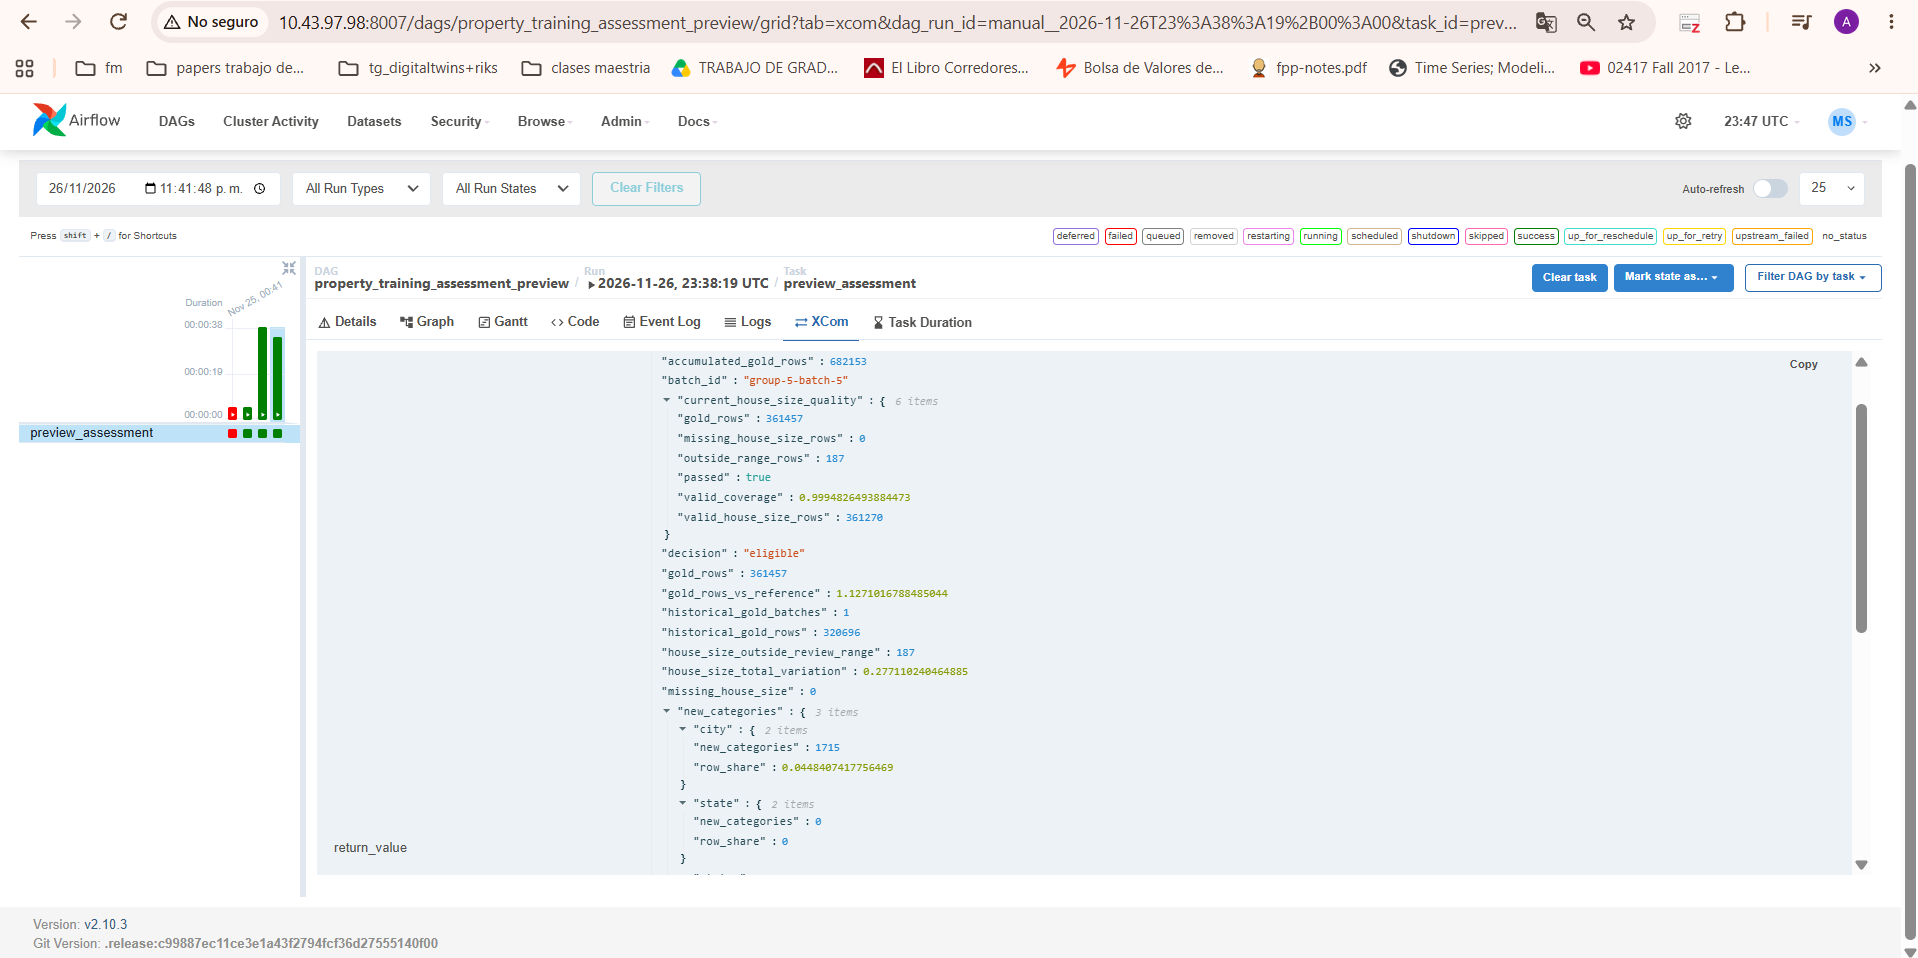 No seguro
10.43.97.98:8007/dags/property_training_assessment_preview/grid?tab=xcom&dag_run_id=manual__2026-11-26T23%3A38%3A19%2B00%3A00&task_id=prev...
A
fm
papers trabajo de...
tg_digitaltwins+riks
clases maestria
TRABAJO DE GRAD...
El Libro Corredores...
Bolsa de Valores de...
fpp-notes.pdf
Time Series; Modeli...
02417 Fall 2017 - Le...
Airflow
DAGs
Cluster Activity
Datasets
Security
Browse
Admin
Docs
23:47 UTC
MS
26/11/2026 11:41:48 p. m.
All Run Types
All Run States
Clear Filters
Auto-refresh
25
Press shift + / for Shortcuts
deferred failed queued removed restarting running scheduled shutdown skipped success up_for_reschedule up_for_retry upstream_failed no_status
Duration
Nov 25, 00:41
00:00:38
00:00:19
00:00:00
preview_assessment
DAG
property_training_assessment_preview /
Run
2026-11-26, 23:38:19 UTC /
Task
preview_assessment
Clear task
Mark state as...
Filter DAG by task
Details
Graph
Gantt
Code
Event Log
Logs
XCom
Task Duration
Copy
return_value
"accumulated_gold_rows" : 682153
"batch_id" : "group-5-batch-5"
"current_house_size_quality" : { 6 items
"gold_rows" : 361457
"missing_house_size_rows" : 0
"outside_range_rows" : 187
"passed" : true
"valid_coverage" : 0.9994826493884473
"valid_house_size_rows" : 361270
}
"decision" : "eligible"
"gold_rows" : 361457
"gold_rows_vs_reference" : 1.1271016788485044
"historical_gold_batches" : 1
"historical_gold_rows" : 320696
"house_size_outside_review_range" : 187
"house_size_total_variation" : 0.277110240464885
"missing_house_size" : 0
"new_categories" : { 3 items
"city" : { 2 items
"new_categories" : 1715
"row_share" : 0.0448407417756469
}
"state" : { 2 items
"new_categories" : 0
"row_share" : 0
}
Version: v2.10.3
Git Version: .release:c99887ec11ce3e1a43f2794fcf36d27555140f00